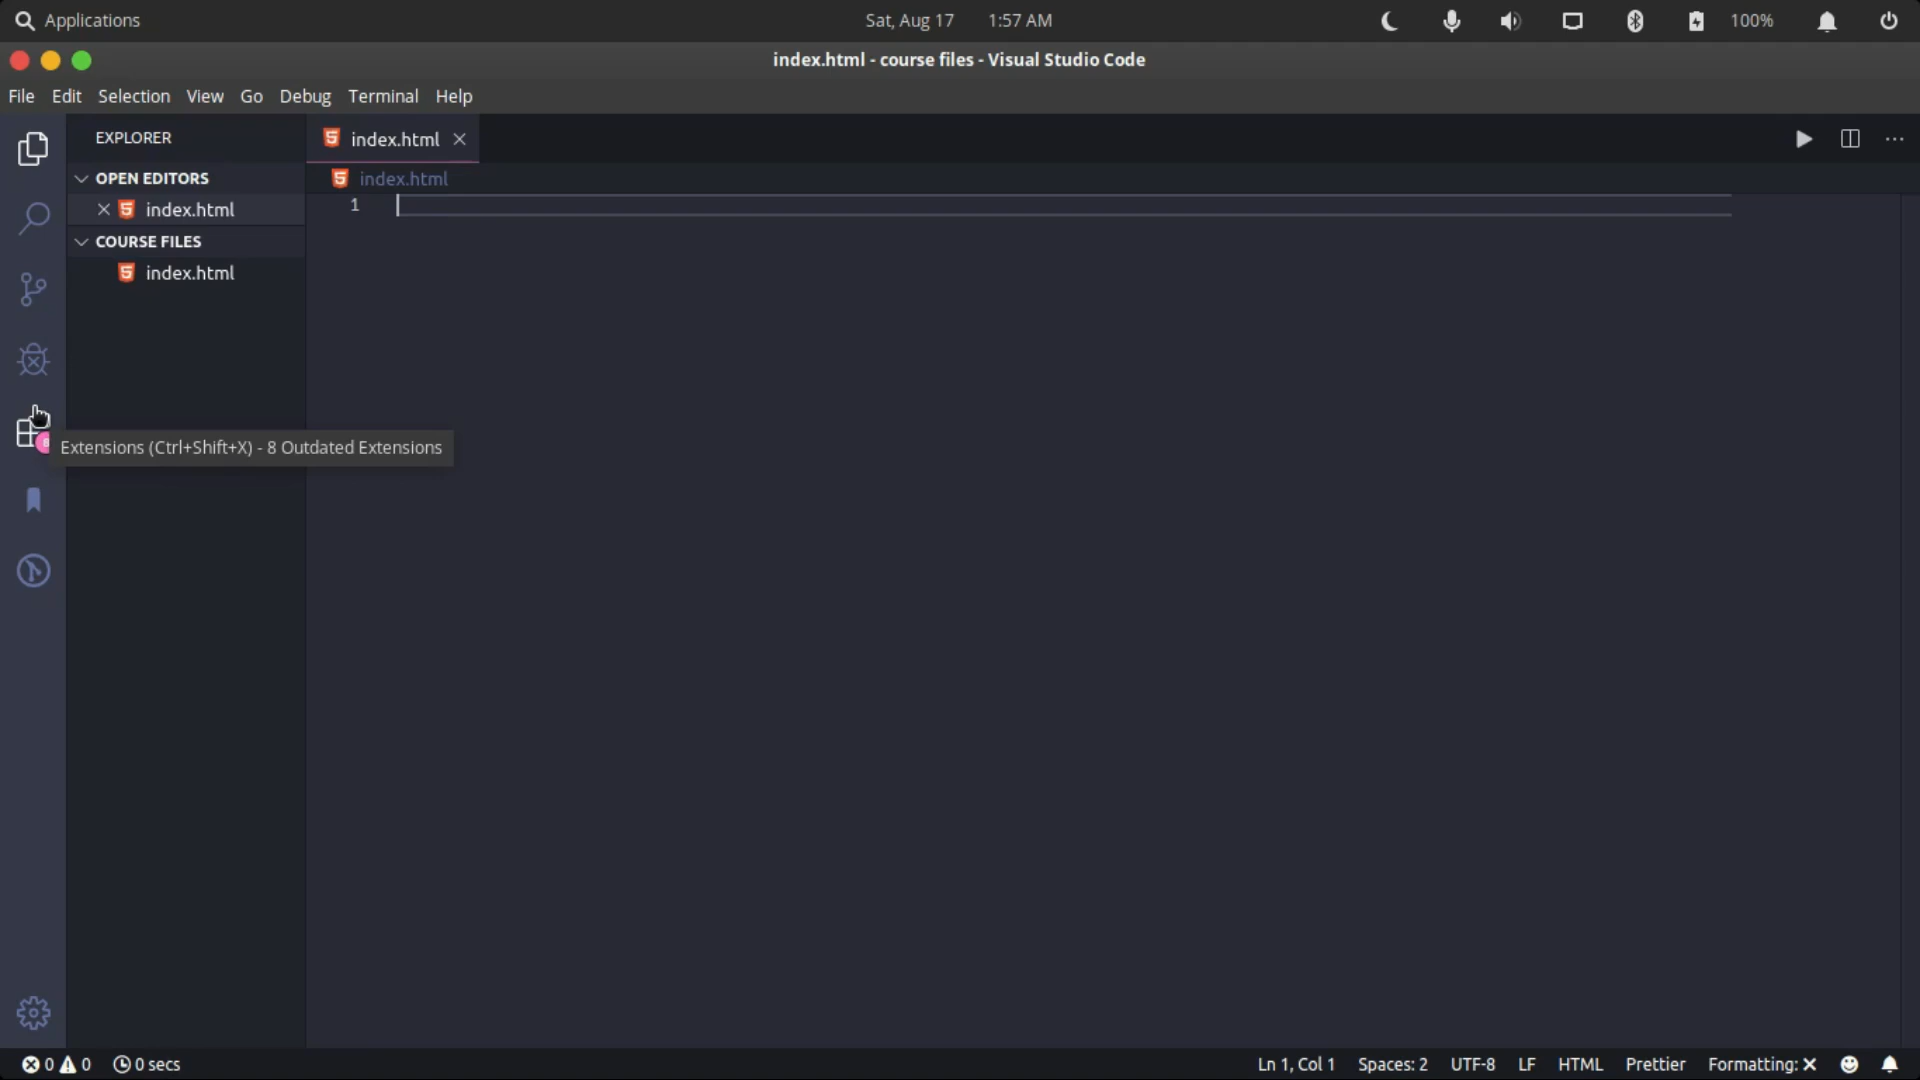 Applications
Sat, Aug 17 1:57 AM
100%
index.html - course files - Visual Studio Code
File Edit Selection View Go Debug Terminal Help
EXPLORER
index.html
OPEN EDITORS
index.html
index.html
1
COURSE FILES
index.html
8
Extensions (Ctrl+Shift+X) - 8 Outdated Extensions
0 0 0 secs
Ln 1, Col 1 Spaces: 2 UTF-8 LF HTML Prettier Formatting: ×